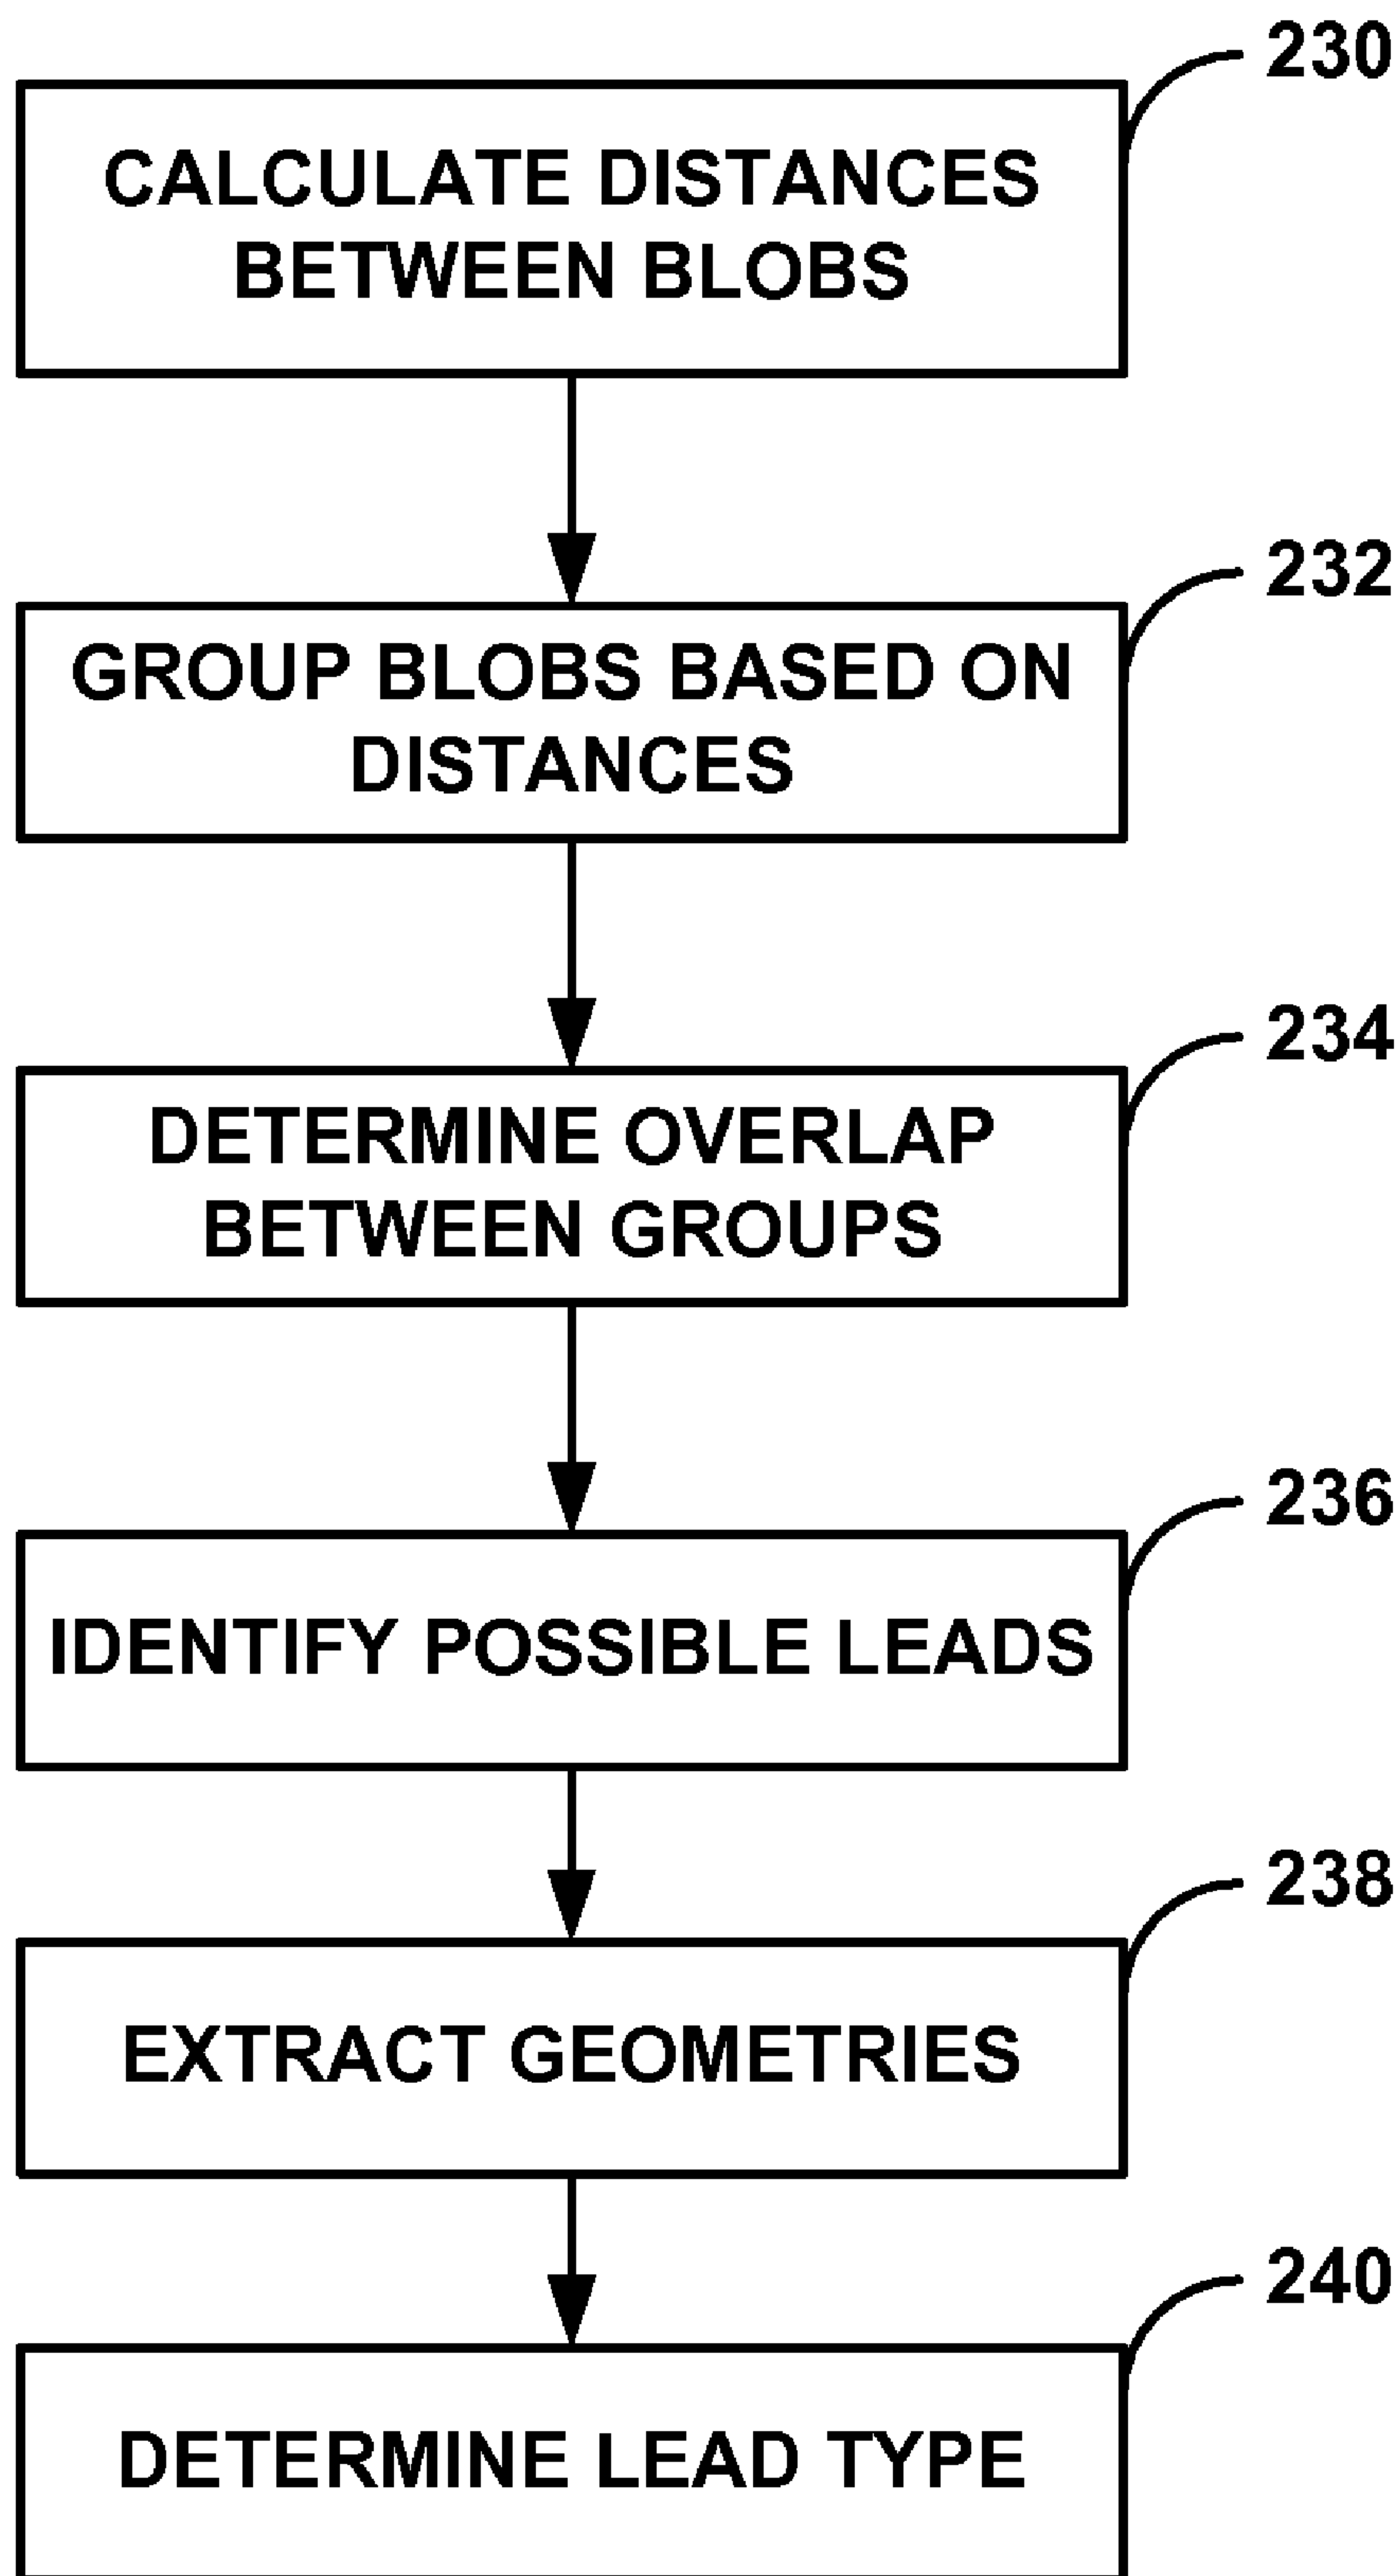 230
CALCULATE DISTANCES
BETWEEN BLOBS
232
GROUP BLOBS BASED ON
DISTANCES
234
DETERMINE OVERLAP
BETWEEN GROUPS
236
IDENTIFY POSSIBLE LEADS
238
EXTRACT GEOMETRIES
240
DETERMINE LEAD TYPE